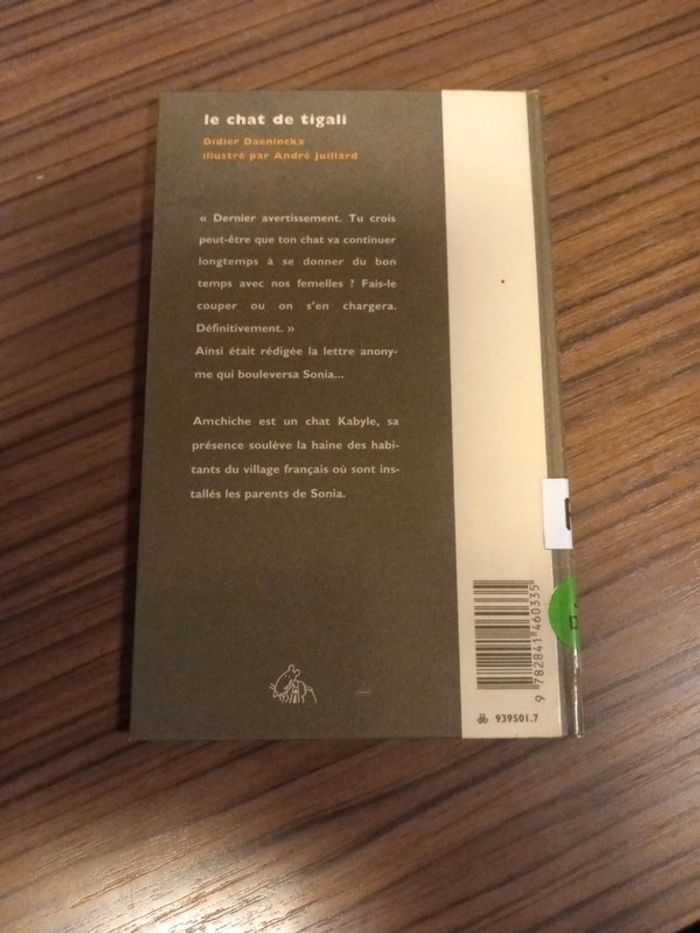 le chat de tigali
Didier Daeninckx
illustré par André Juillard
« Dernier avertissement. Tu crois
peut-être que ton chat va continuer
longtemps à se donner du bon
temps avec nos femelles ? Fais-le
couper ou on s'en chargera.
Définitivement. »
Ainsi était rédigée la lettre anony-
me qui bouleversa Sonia...
Amchiche est un chat Kabyle, sa
présence soulève la haine des habi-
tants du village français où sont ins-
tallés les parents de Sonia.
9 782841 460335
939501.7